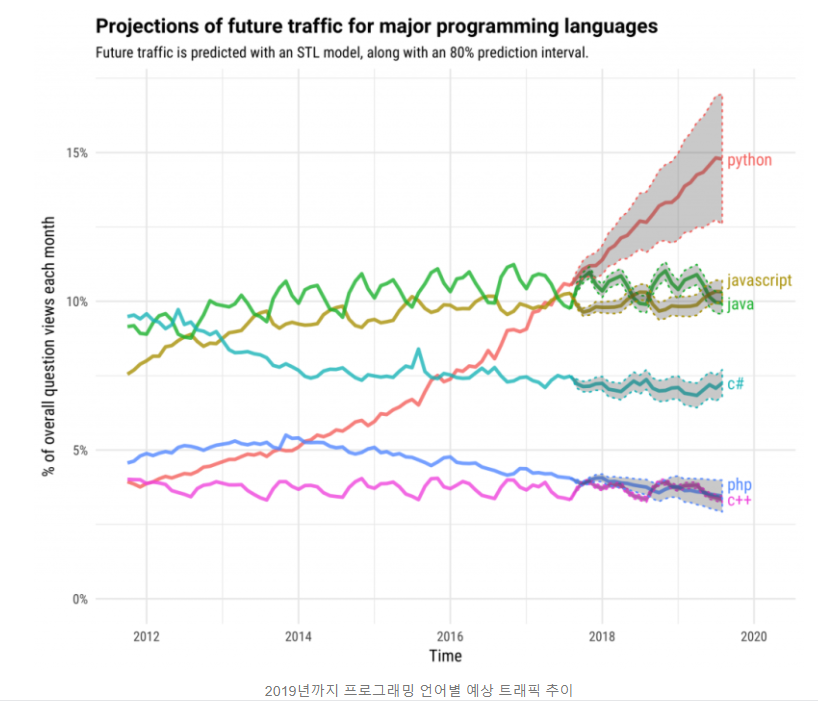 Projections of future traffic for major programming languages
Future traffic is predicted with an STL model, along with an 80% prediction interval.
% of overall question views each month
15%
10%
5%
0%
python
javascript
java
c#
php
c++
2012
2014
2016
2018
2020
Time
2019년까지 프로그래밍 언어별 예상 트래픽 추이